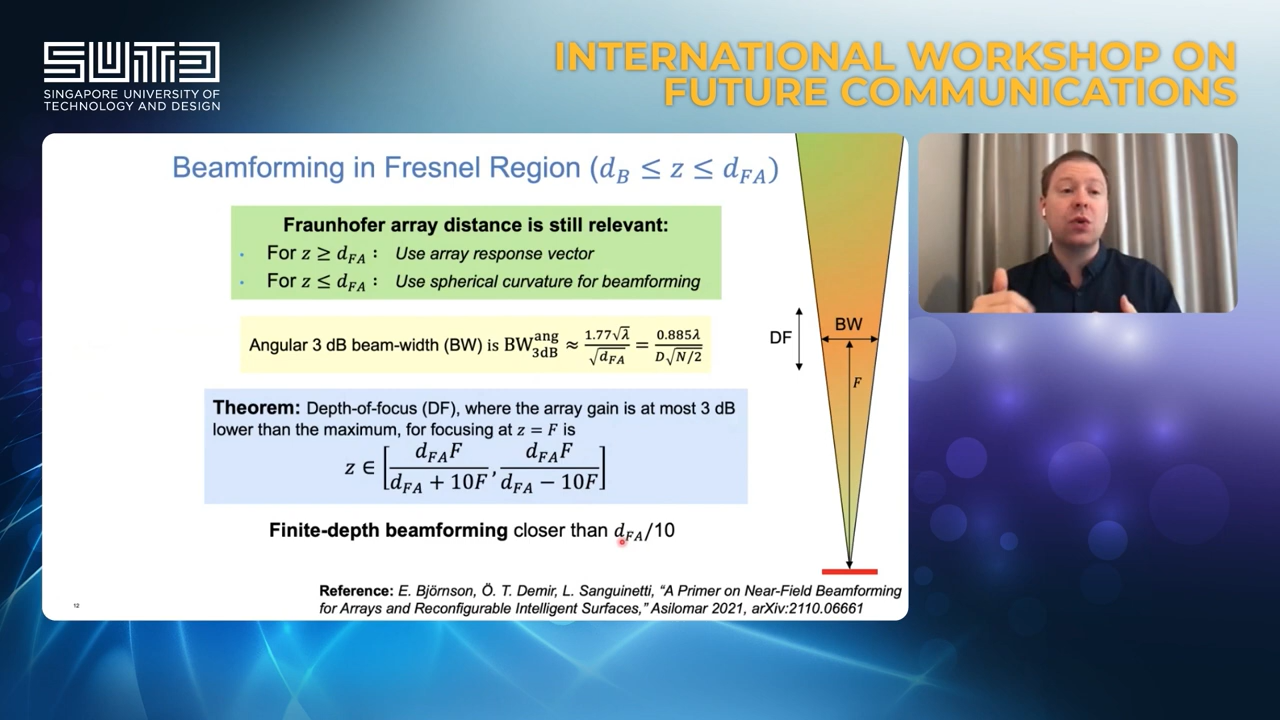 SUTD
SINGAPORE UNIVERSITY OF
TECHNOLOGY AND DESIGN
INTERNATIONAL WORKSHOP ON
FUTURE COMMUNICATIONS
Beamforming in Fresnel Region (d_B ≤ z ≤ d_FA)
Fraunhofer array distance is still relevant:
• For z ≥ d_FA : Use array response vector
• For z ≤ d_FA : Use spherical curvature for beamforming
Angular 3 dB beam-width (BW) is BW_3dB^ang ≈ 1.77√λ / √d_FA = 0.885λ / D√N/2
Theorem: Depth-of-focus (DF), where the array gain is at most 3 dB
lower than the maximum, for focusing at z = F is
z ∈ [d_FA F / d_FA + 10F, d_FA F / d_FA − 10F]
Finite-depth beamforming closer than d_FA/10
DF
BW
F
Reference: E. Björnson, Ö. T. Demir, L. Sanguinetti, “A Primer on Near-Field Beamforming
for Arrays and Reconfigurable Intelligent Surfaces,” Asilomar 2021, arXiv:2110.06661
12